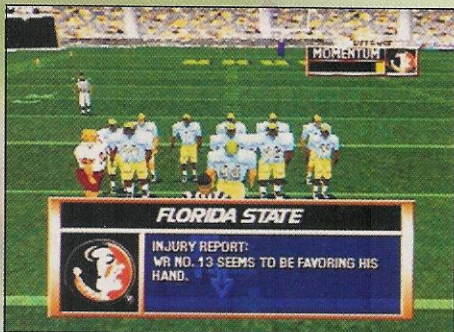 MOMENTUM
FLORIDA STATE
INJURY REPORT:
WR NO. 13 SEEMS TO BE FAVORING HIS
HAND.